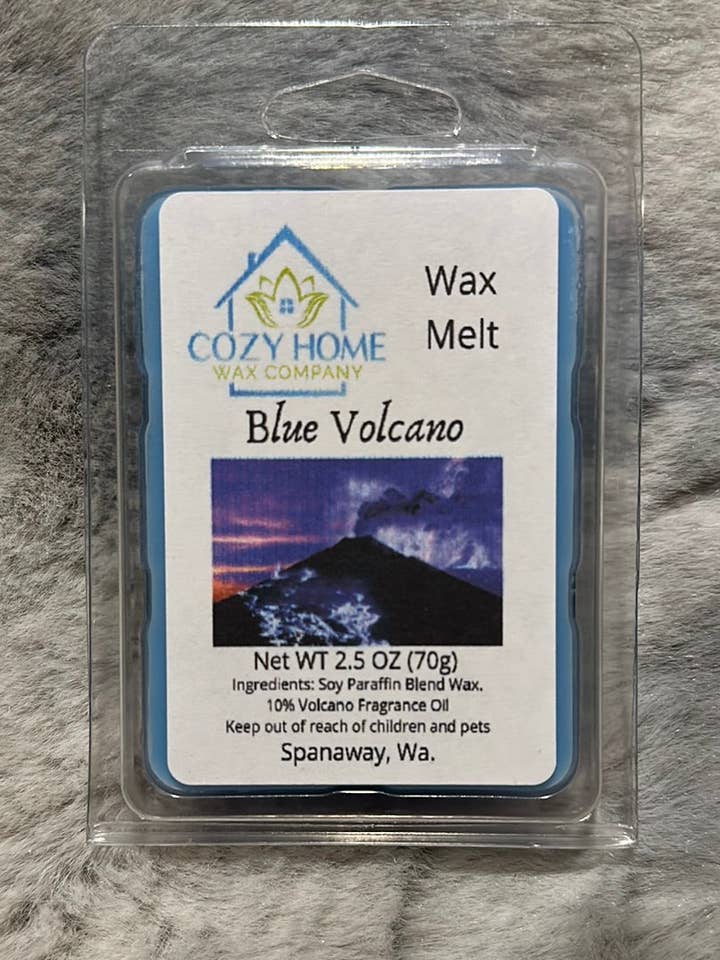 COZY HOME
WAX COMPANY
Wax
Melt
Blue Volcano
Net WT 2.5 OZ (70g)
Ingredients: Soy Paraffin Blend Wax.
10% Volcano Fragrance Oil
Keep out of reach of children and pets
Spanaway, Wa.